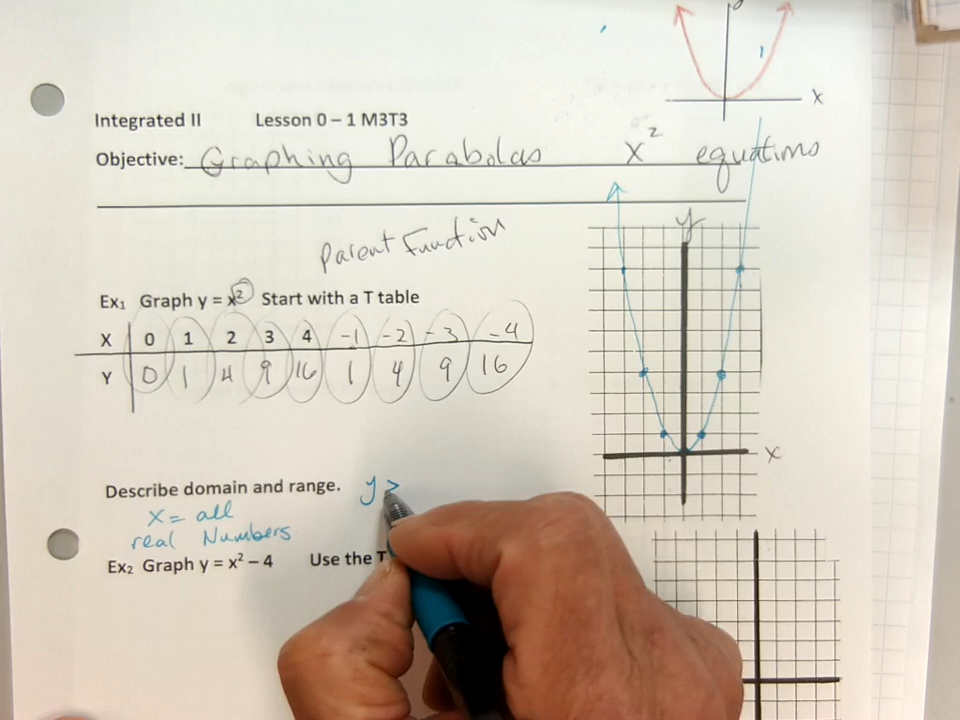 x
Integrated II Lesson 0 – 1 M3T3
Objective: Graphing Parabolas x² equations
Parent Function
y
Ex₁ Graph y = x² Start with a T table
X 0 1 2 3 4 -1 -2 -3 -4
Y 0 1 4 9 16 1 4 9 16
x
Describe domain and range. y >
x = all
real Numbers
Ex₂ Graph y = x² – 4 Use the T